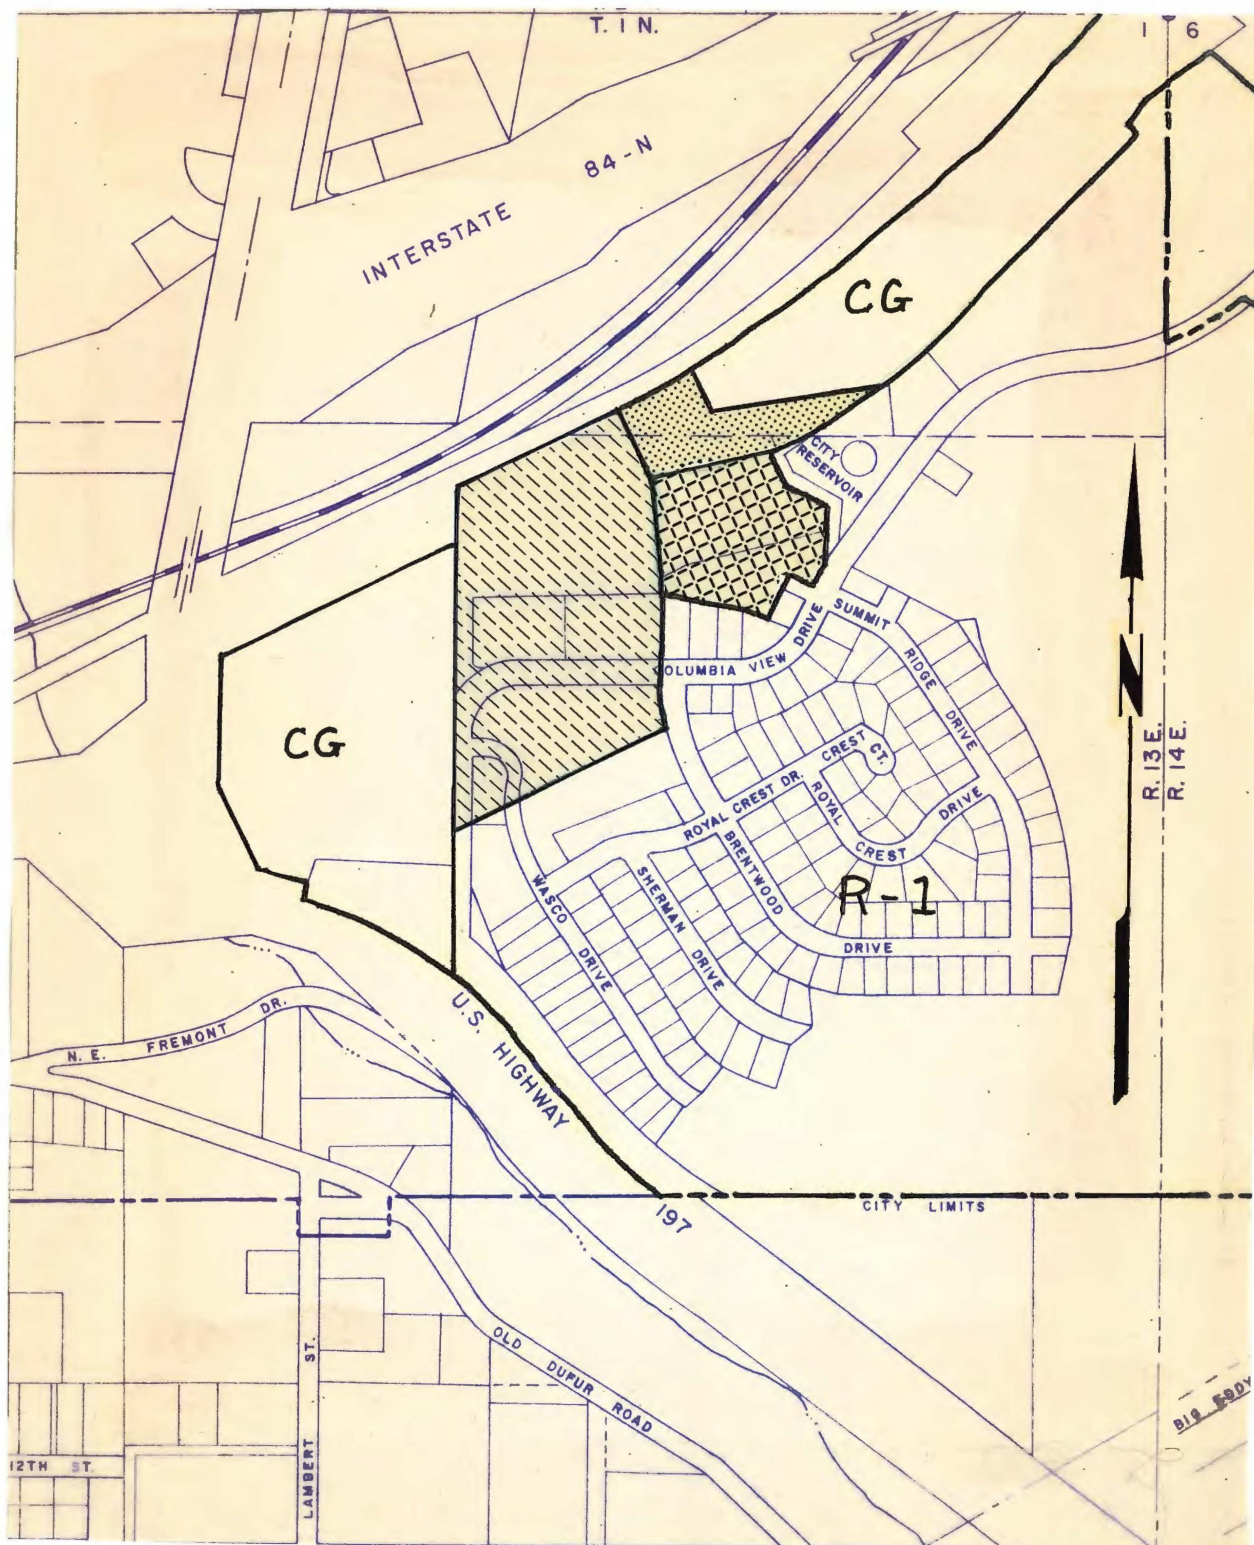 T. 1 N.
1 6
84-N
INTERSTATE
CG
CITY
RESERVOIR
SUMMIT
RIDGE DRIVE
OLUMBIA VIEW DRIVE
CG
R. 13 E.
R. 14 E.
N
ROYAL CREST DR. CREST CT.
ROYAL CREST DRIVE
BRENTWOOD DRIVE
R-1
SHERMAN DRIVE
WASCO DRIVE
U.S. HIGHWAY
197
N. E. FREMONT DR.
CITY LIMITS
OLD DUFUR ROAD
LAMBERT ST.
12TH ST.
BIG EDDY